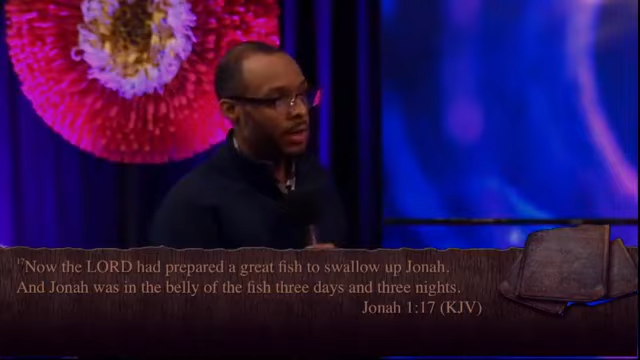 ¹⁷Now the LORD had prepared a great fish to swallow up Jonah.
And Jonah was in the belly of the fish three days and three nights.
Jonah 1:17 (KJV)